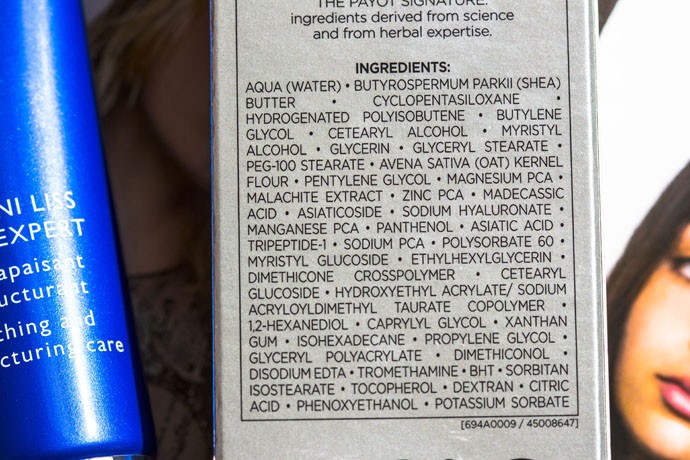 THE PAYOT SIGNATURE:
ingredients derived from science
and from herbal expertise.
INGREDIENTS:
AQUA (WATER) • BUTYROSPERMUM PARKII (SHEA)
BUTTER • CYCLOPENTASILOXANE •
HYDROGENATED POLYISOBUTENE • BUTYLENE
GLYCOL • CETEARYL ALCOHOL • MYRISTYL
ALCOHOL • GLYCERIN • GLYCERYL STEARATE •
PEG-100 STEARATE • AVENA SATIVA (OAT) KERNEL
FLOUR • PENTYLENE GLYCOL • MAGNESIUM PCA •
MALACHITE EXTRACT • ZINC PCA • MADECASSIC
ACID • ASIATICOSIDE • SODIUM HYALURONATE •
MANGANESE PCA • PANTHENOL • ASIATIC ACID •
TRIPEPTIDE-1 • SODIUM PCA • POLYSORBATE 60 •
MYRISTYL GLUCOSIDE • ETHYLHEXYLGLYCERIN •
DIMETHICONE CROSSPOLYMER • CETEARYL
GLUCOSIDE • HYDROXYETHYL ACRYLATE/ SODIUM
ACRYLOYLDIMETHYL TAURATE COPOLYMER •
1,2-HEXANEDIOL • CAPRYLYL GLYCOL • XANTHAN
GUM • ISOHEXADECANE • PROPYLENE GLYCOL •
GLYCERYL POLYACRYLATE • DIMETHICONOL •
DISODIUM EDTA • TROMETHAMINE • BHT • SORBITAN
ISOSTEARATE • TOCOPHEROL • DEXTRAN • CITRIC
ACID • PHENOXYETHANOL • POTASSIUM SORBATE
[694A0009 / 45008647]
NI LISS
EXPERT
apaisant
ucturant
thing and
cturing care